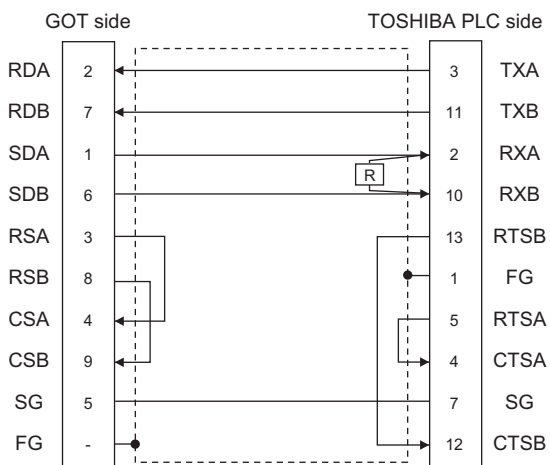 GOT side TOSHIBA PLC side
RDA 2 3 TXA
RDB 7 11 TXB
SDA 1 2 RXA
R
SDB 6 10 RXB
RSA 3 13 RTSB
RSB 8 1 FG
CSA 4 5 RTSA
CSB 9 4 CTSA
SG 5 7 SG
FG - 12 CTSB